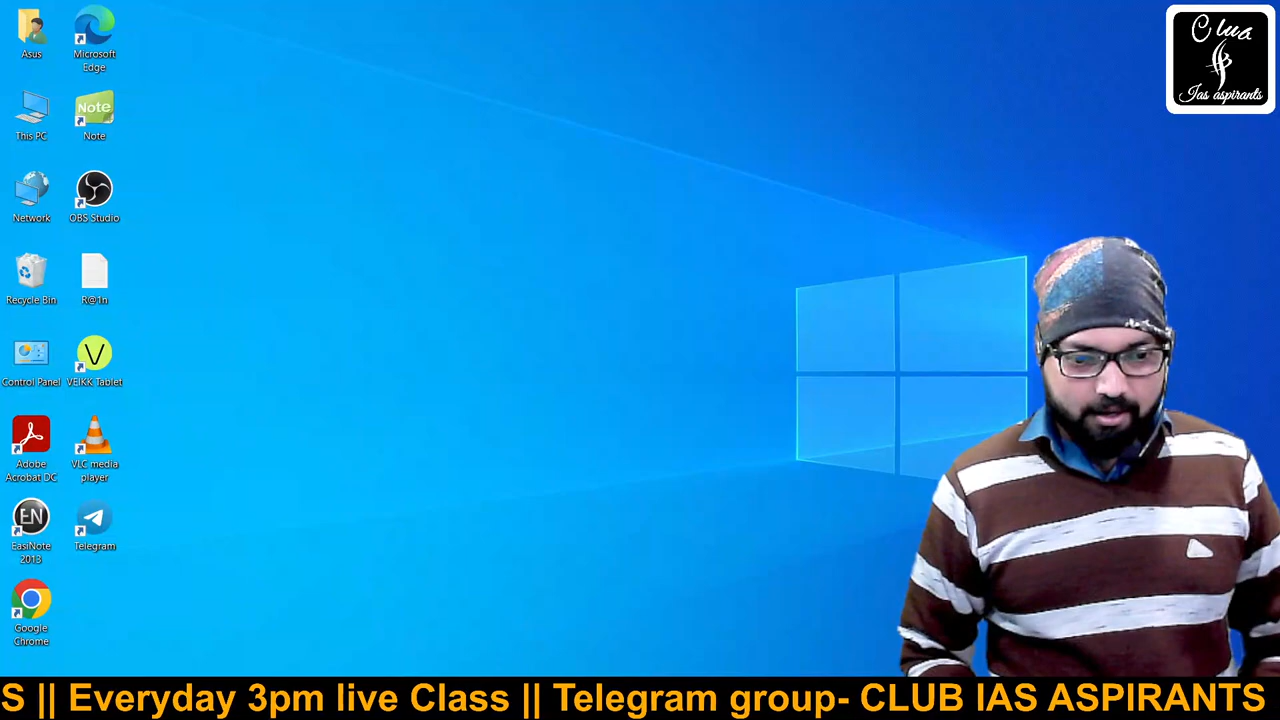 Asus
Microsoft
Edge
This PC
Note
Note
Network
OBS Studio
Recycle Bin
R@1n
Control Panel
V
VEIKK Tablet
Adobe
Acrobat DC
VLC media
player
EN
EasiNote
2013
Telegram
Google
Chrome
Clua
Ias aspirants
S || Everyday 3pm live Class || Telegram group- CLUB IAS ASPIRANTS